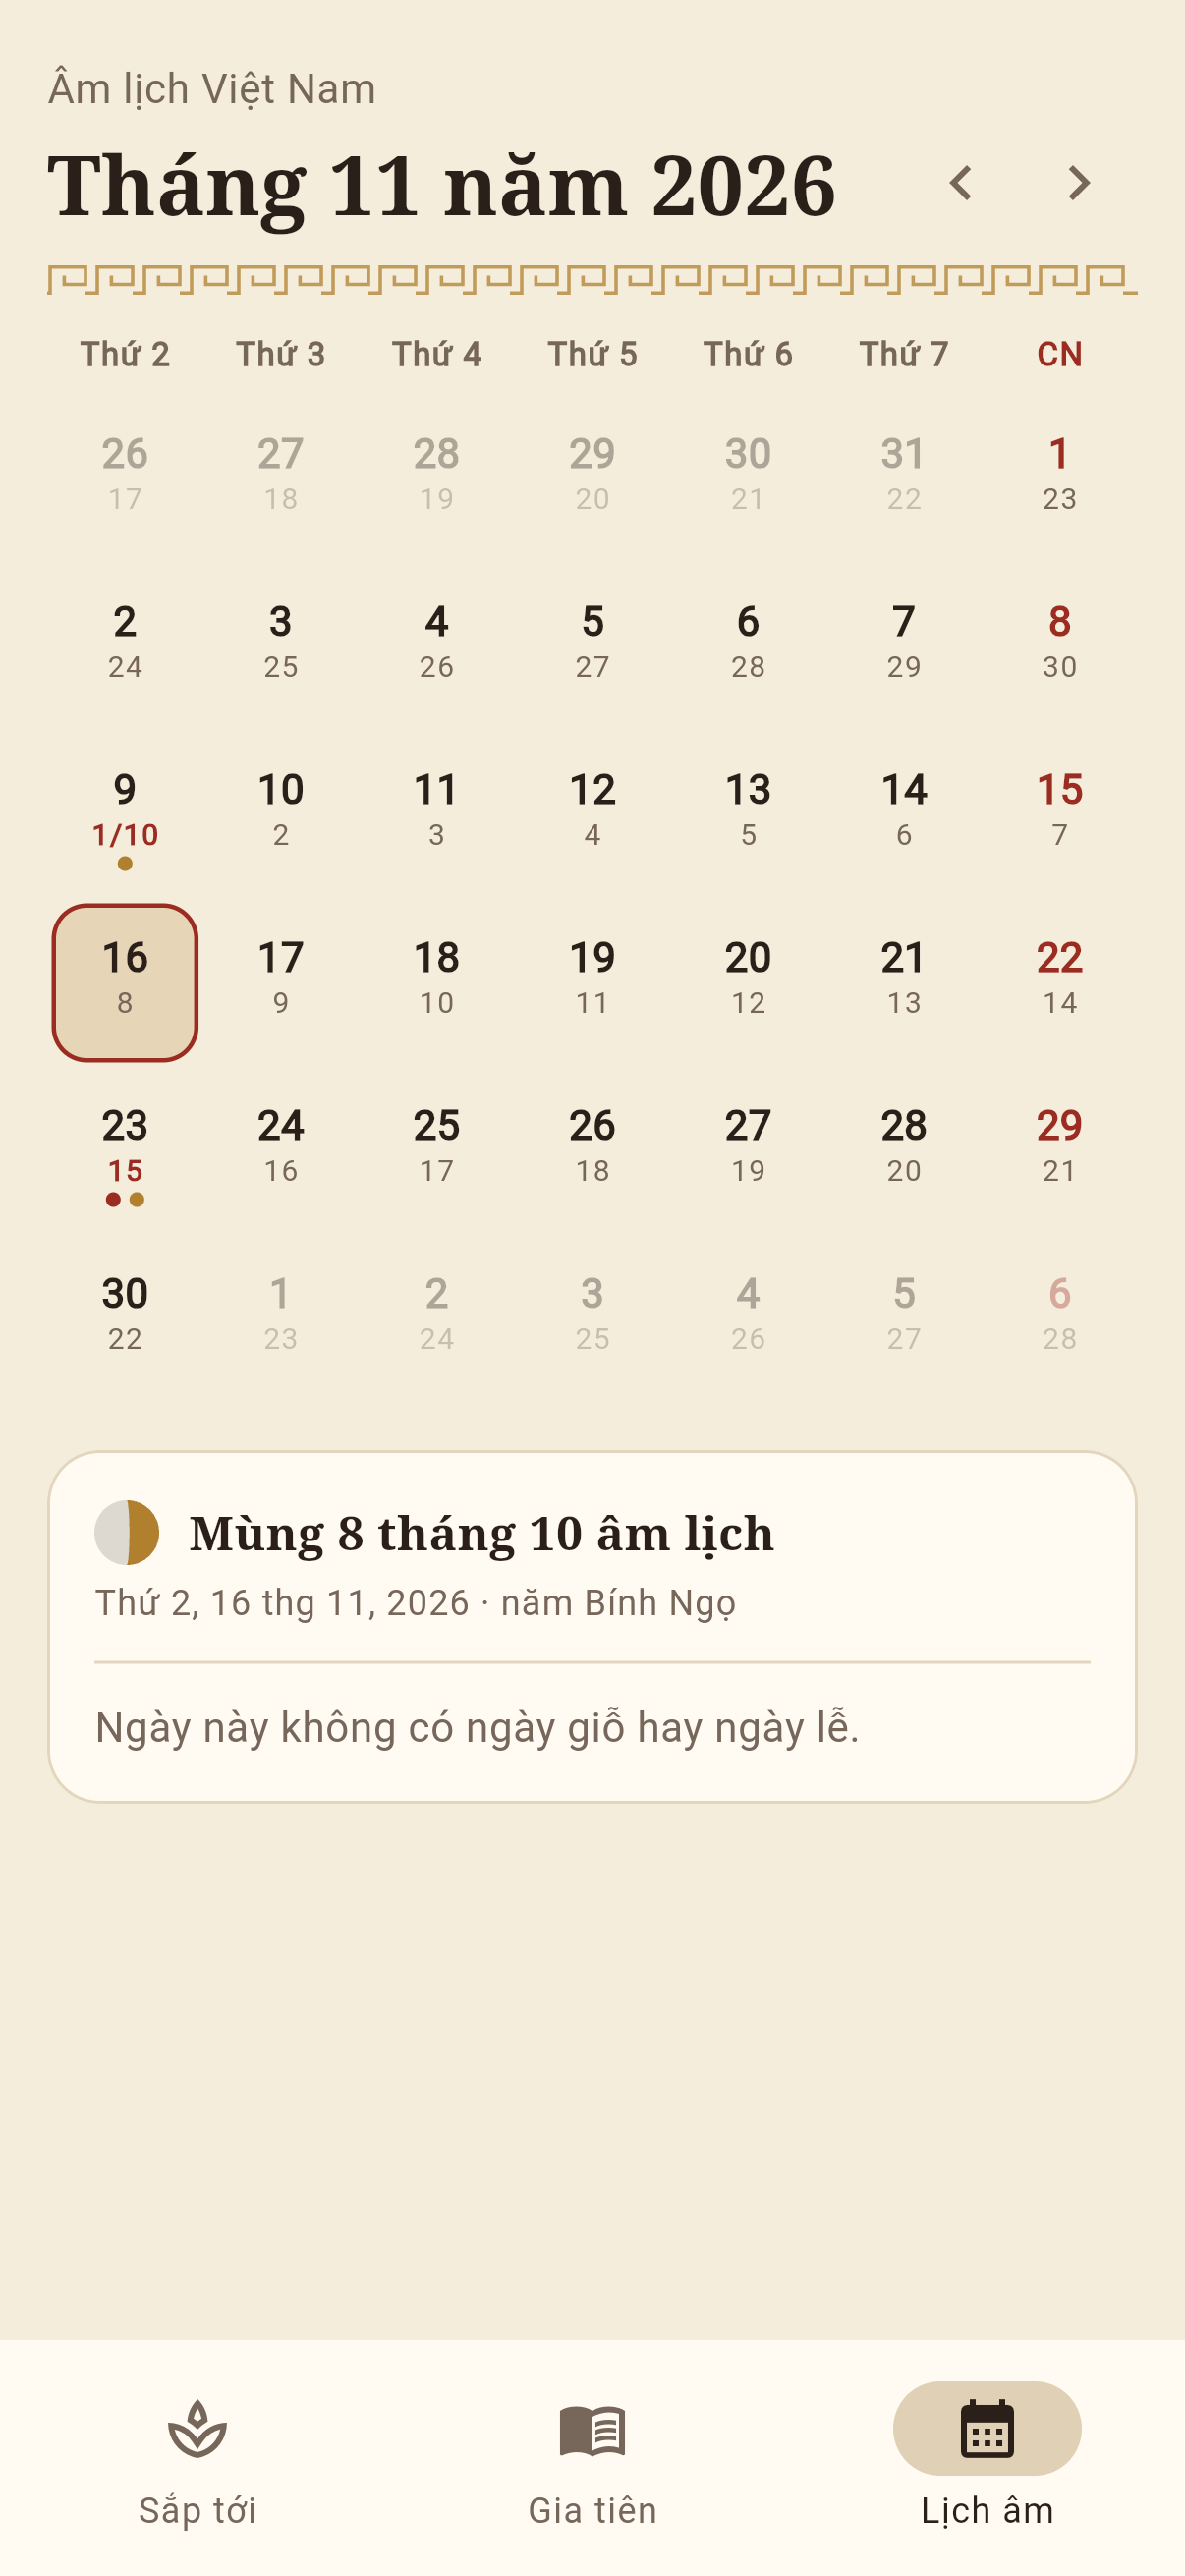 Âm lịch Việt Nam
Tháng 11 năm 2026
Thứ 2 Thứ 3 Thứ 4 Thứ 5 Thứ 6 Thứ 7 CN
26 27 28 29 30 31 1
17 18 19 20 21 22 23
2 3 4 5 6 7 8
24 25 26 27 28 29 30
9 10 11 12 13 14 15
1/10 2 3 4 5 6 7
16 17 18 19 20 21 22
8 9 10 11 12 13 14
23 24 25 26 27 28 29
15 16 17 18 19 20 21
30 1 2 3 4 5 6
22 23 24 25 26 27 28
Mùng 8 tháng 10 âm lịch
Thứ 2, 16 thg 11, 2026 · năm Bính Ngọ
Ngày này không có ngày giỗ hay ngày lễ.
Sắp tới Gia tiên Lịch âm